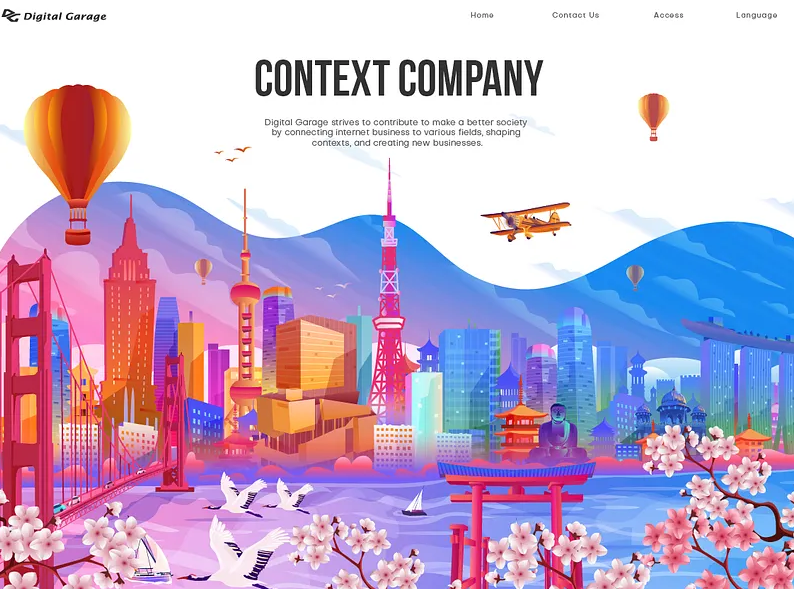 Digital Garage
Home
Contact Us
Access
Language
CONTEXT COMPANY
Digital Garage strives to contribute to make a better society
by connecting internet business to various fields, shaping
contexts, and creating new businesses.